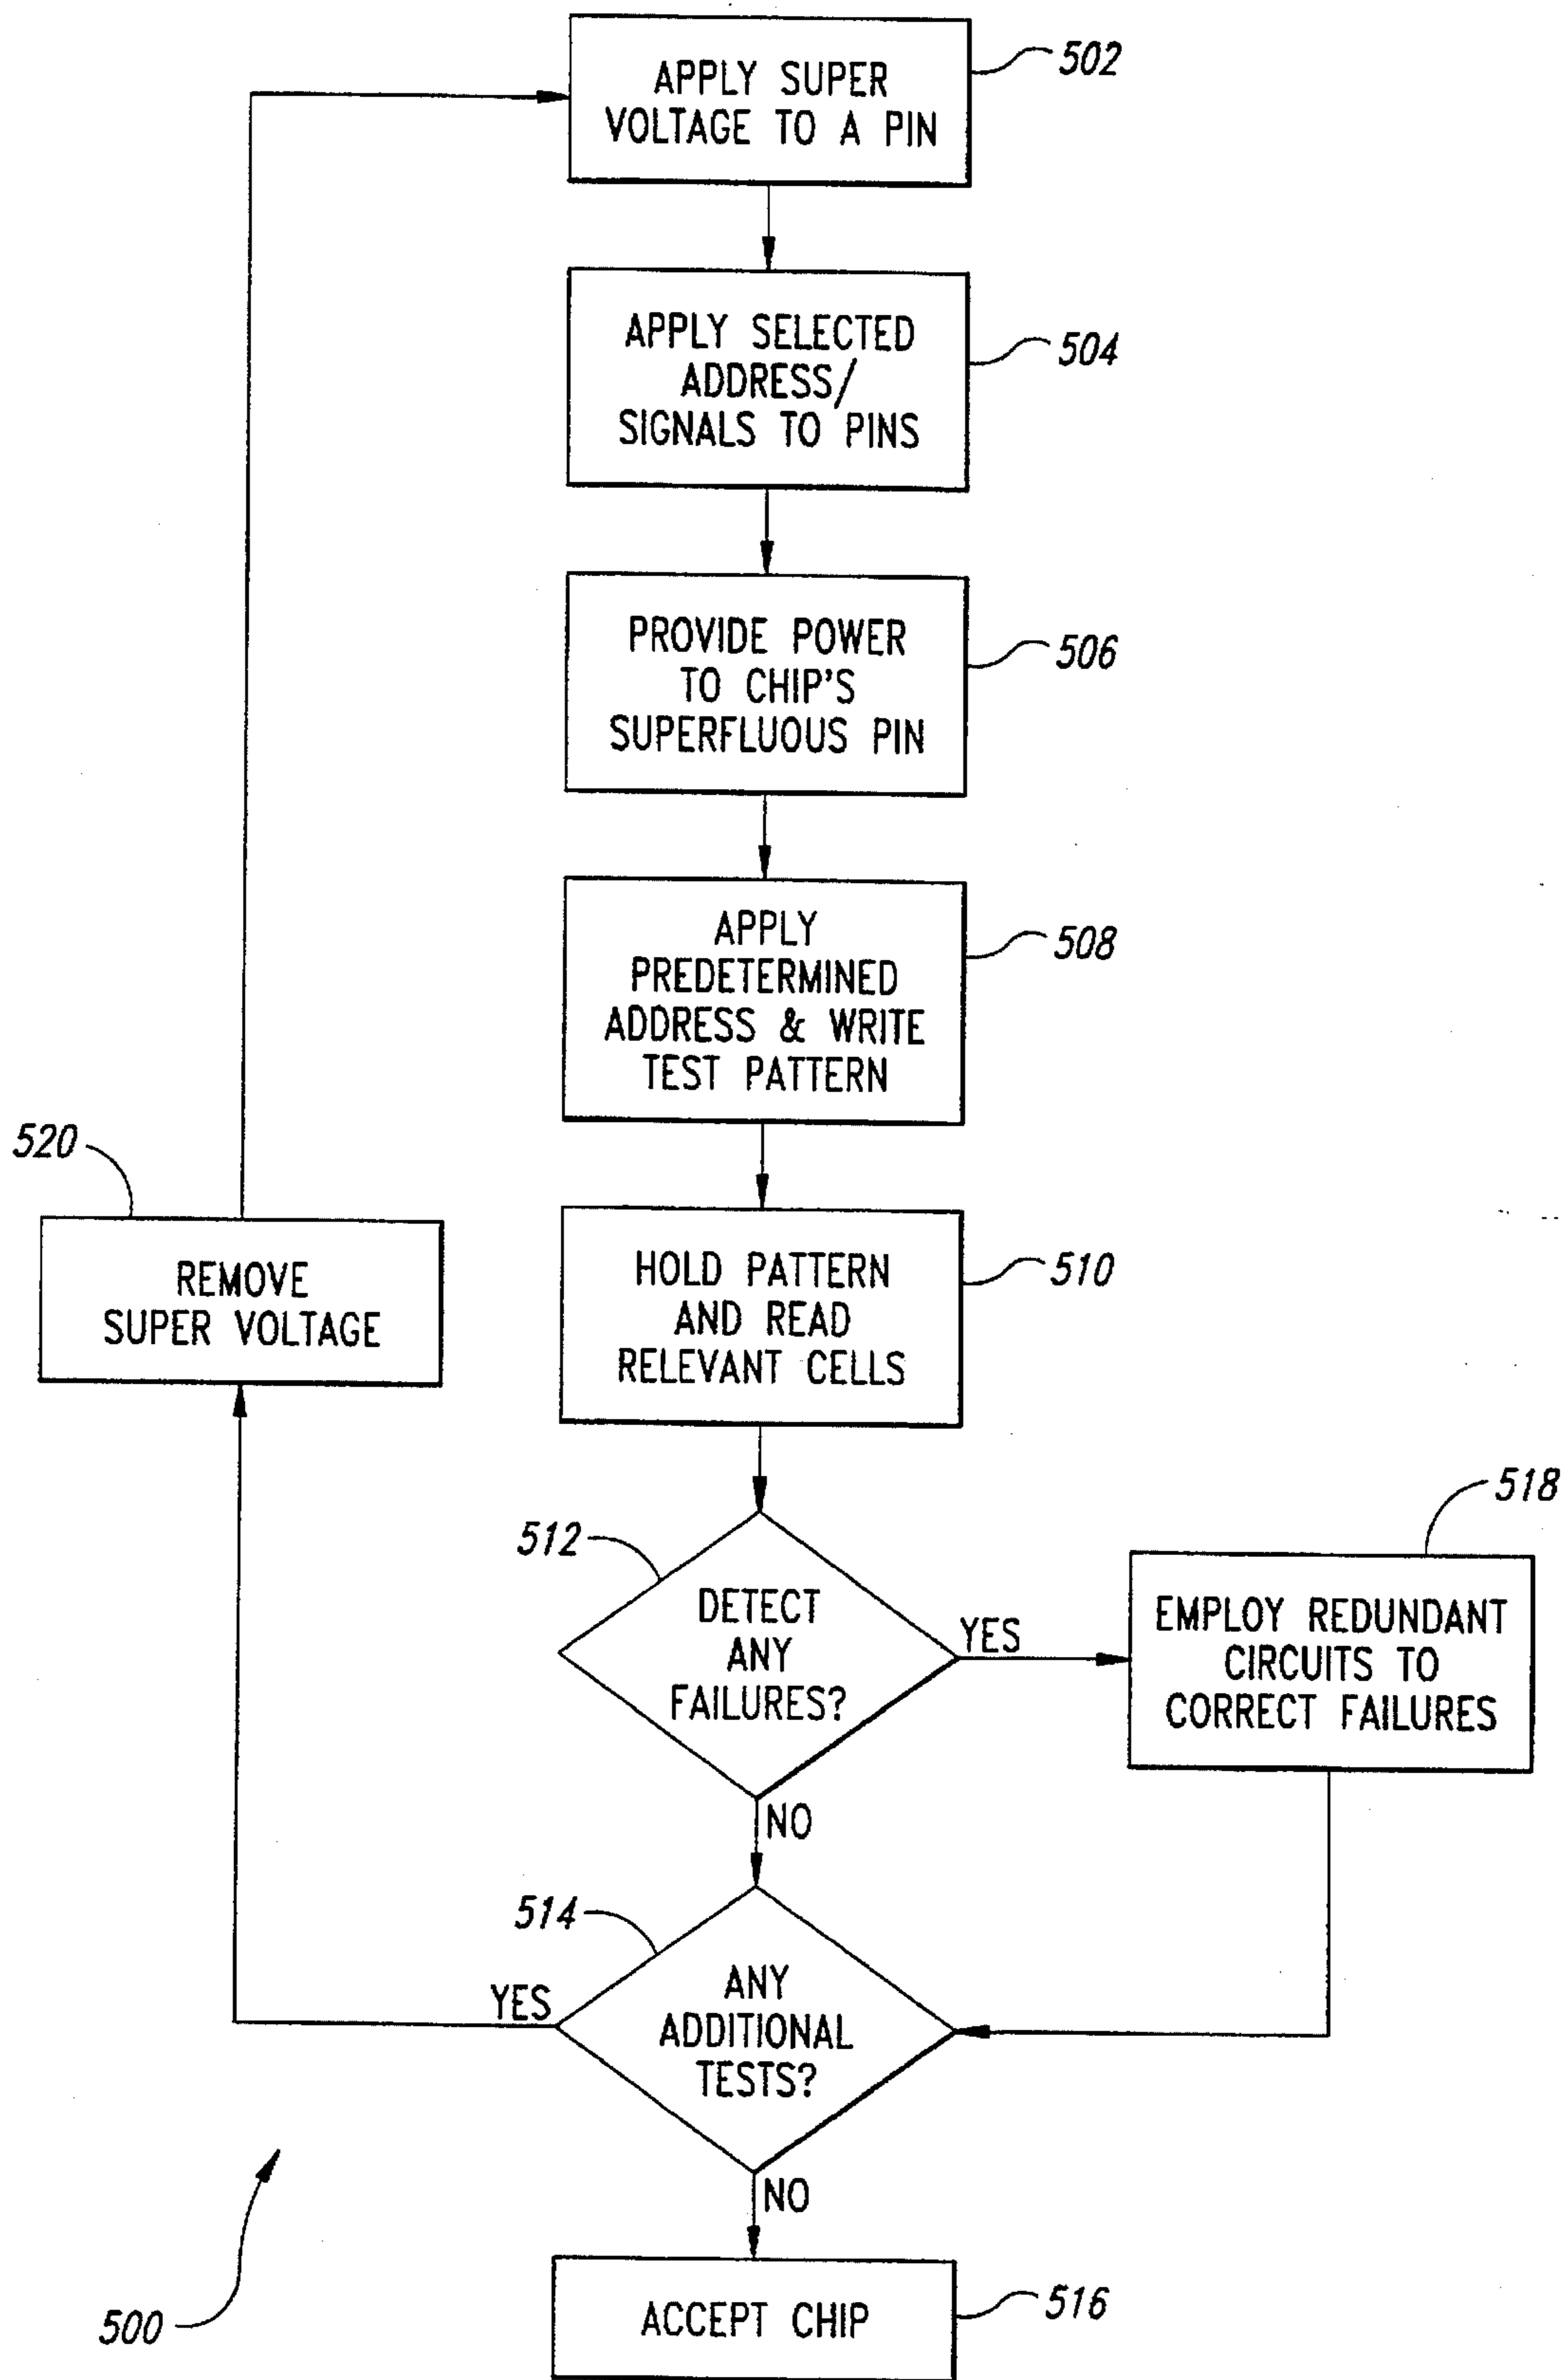 APPLY SUPER
VOLTAGE TO A PIN
502
APPLY SELECTED
ADDRESS/
SIGNALS TO PINS
504
PROVIDE POWER
TO CHIP'S
SUPERFLUOUS PIN
506
APPLY
PREDETERMINED
ADDRESS & WRITE
TEST PATTERN
508
520
REMOVE
SUPER VOLTAGE
HOLD PATTERN
AND READ
RELEVANT CELLS
510
512
DETECT
ANY
FAILURES?
YES
518
EMPLOY REDUNDANT
CIRCUITS TO
CORRECT FAILURES
NO
514
YES
ANY
ADDITIONAL
TESTS?
NO
500
ACCEPT CHIP
516